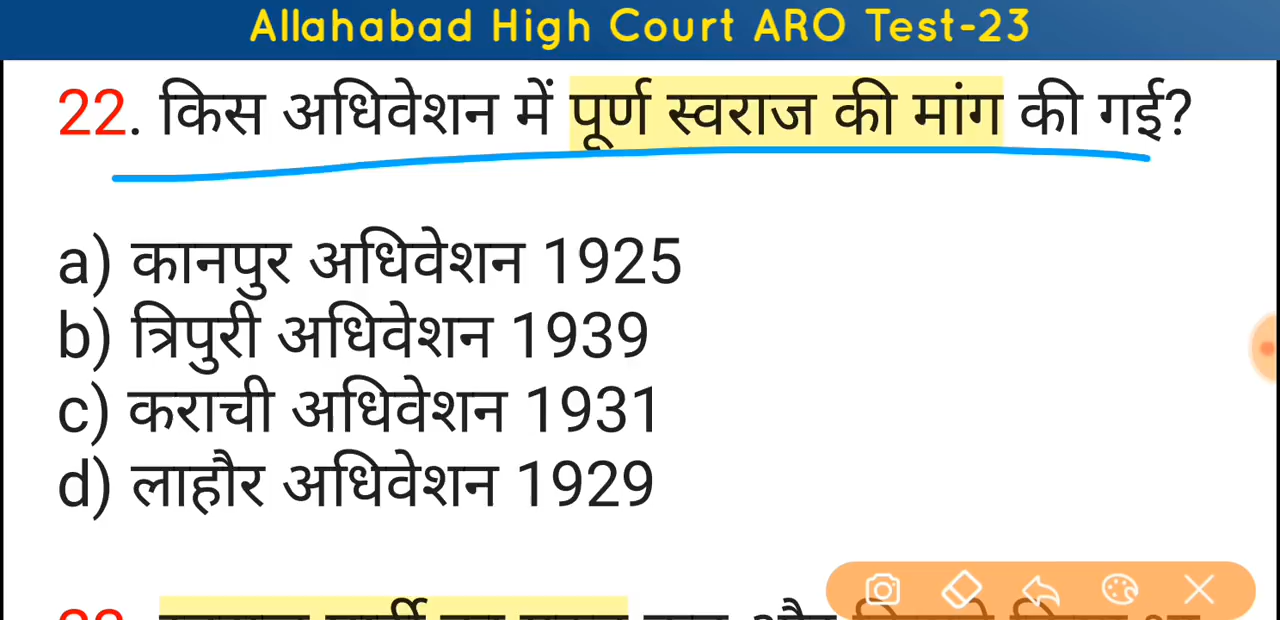 Allahabad High Court ARO Test-23
22. किस अधिवेशन में पूर्ण स्वराज की मांग की गई?
a) कानपुर अधिवेशन 1925
b) त्रिपुरी अधिवेशन 1939
c) कराची अधिवेशन 1931
d) लाहौर अधिवेशन 1929